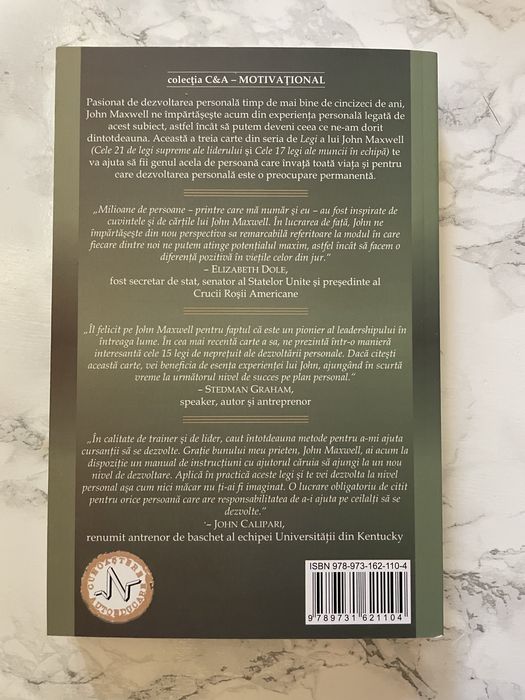 colecția C&A – MOTIVAȚIONAL
Pasionat de dezvoltarea personală timp de mai bine de cincizeci de ani,
John Maxwell ne împărtășește acum din experiența personală legată de
acest subiect, astfel încât să putem deveni ceea ce ne-am dorit
dintotdeauna. Această a treia carte din seria de Legi a lui John Maxwell
(Cele 21 de legi supreme ale liderului și Cele 17 legi ale muncii în echipă) te
va ajuta să fii genul acela de persoană care învață toată viața și pentru
care dezvoltarea personală este o preocupare permanentă.
„Milioane de persoane – printre care mă număr și eu – au fost inspirate de
cuvintele și de cărțile lui John Maxwell. În lucrarea de față, John ne
împărtășește din nou perspectiva sa remarcabilă referitoare la modul în care
fiecare dintre noi ne putem atinge potențialul maxim, astfel încât să facem o
diferență pozitivă în viețile celor din jur.“
– ELIZABETH DOLE,
fost secretar de stat, senator al Statelor Unite și președinte al
Crucii Roșii Americane
„Îl felicit pe John Maxwell pentru faptul că este un pionier al leadershipului în
întreaga lume. În cea mai recentă carte a sa, ne prezintă într-o manieră
interesantă cele 15 legi de neprețuit ale dezvoltării personale. Dacă citești
această carte, vei beneficia de esența experienței lui John, ajungând în scurtă
vreme la următorul nivel de succes pe plan personal.“
– STEDMAN GRAHAM,
speaker, autor și antreprenor
„În calitate de trainer și de lider, caut întotdeauna metode pentru a-mi ajuta
cursanții să se dezvolte. Grație bunului meu prieten, John Maxwell, ai acum la
dispoziție un manual de instrucțiuni cu ajutorul căruia să ajungi la un nou
nivel de dezvoltare. Aplică în practică aceste legi și te vei dezvolta la nivel
personal așa cum nici măcar nu ți-ai fi imaginat. O lucrare obligatoriu de citit
pentru orice persoană care are responsabilitatea de a-i ajuta pe ceilalți să se
dezvolte.“
– JOHN CALIPARI,
renumit antrenor de baschet al echipei Universității din Kentucky
CUNOAȘTERE
AUTOEDUCARE
ISBN 978-973-162-110-4
9 789731 621104